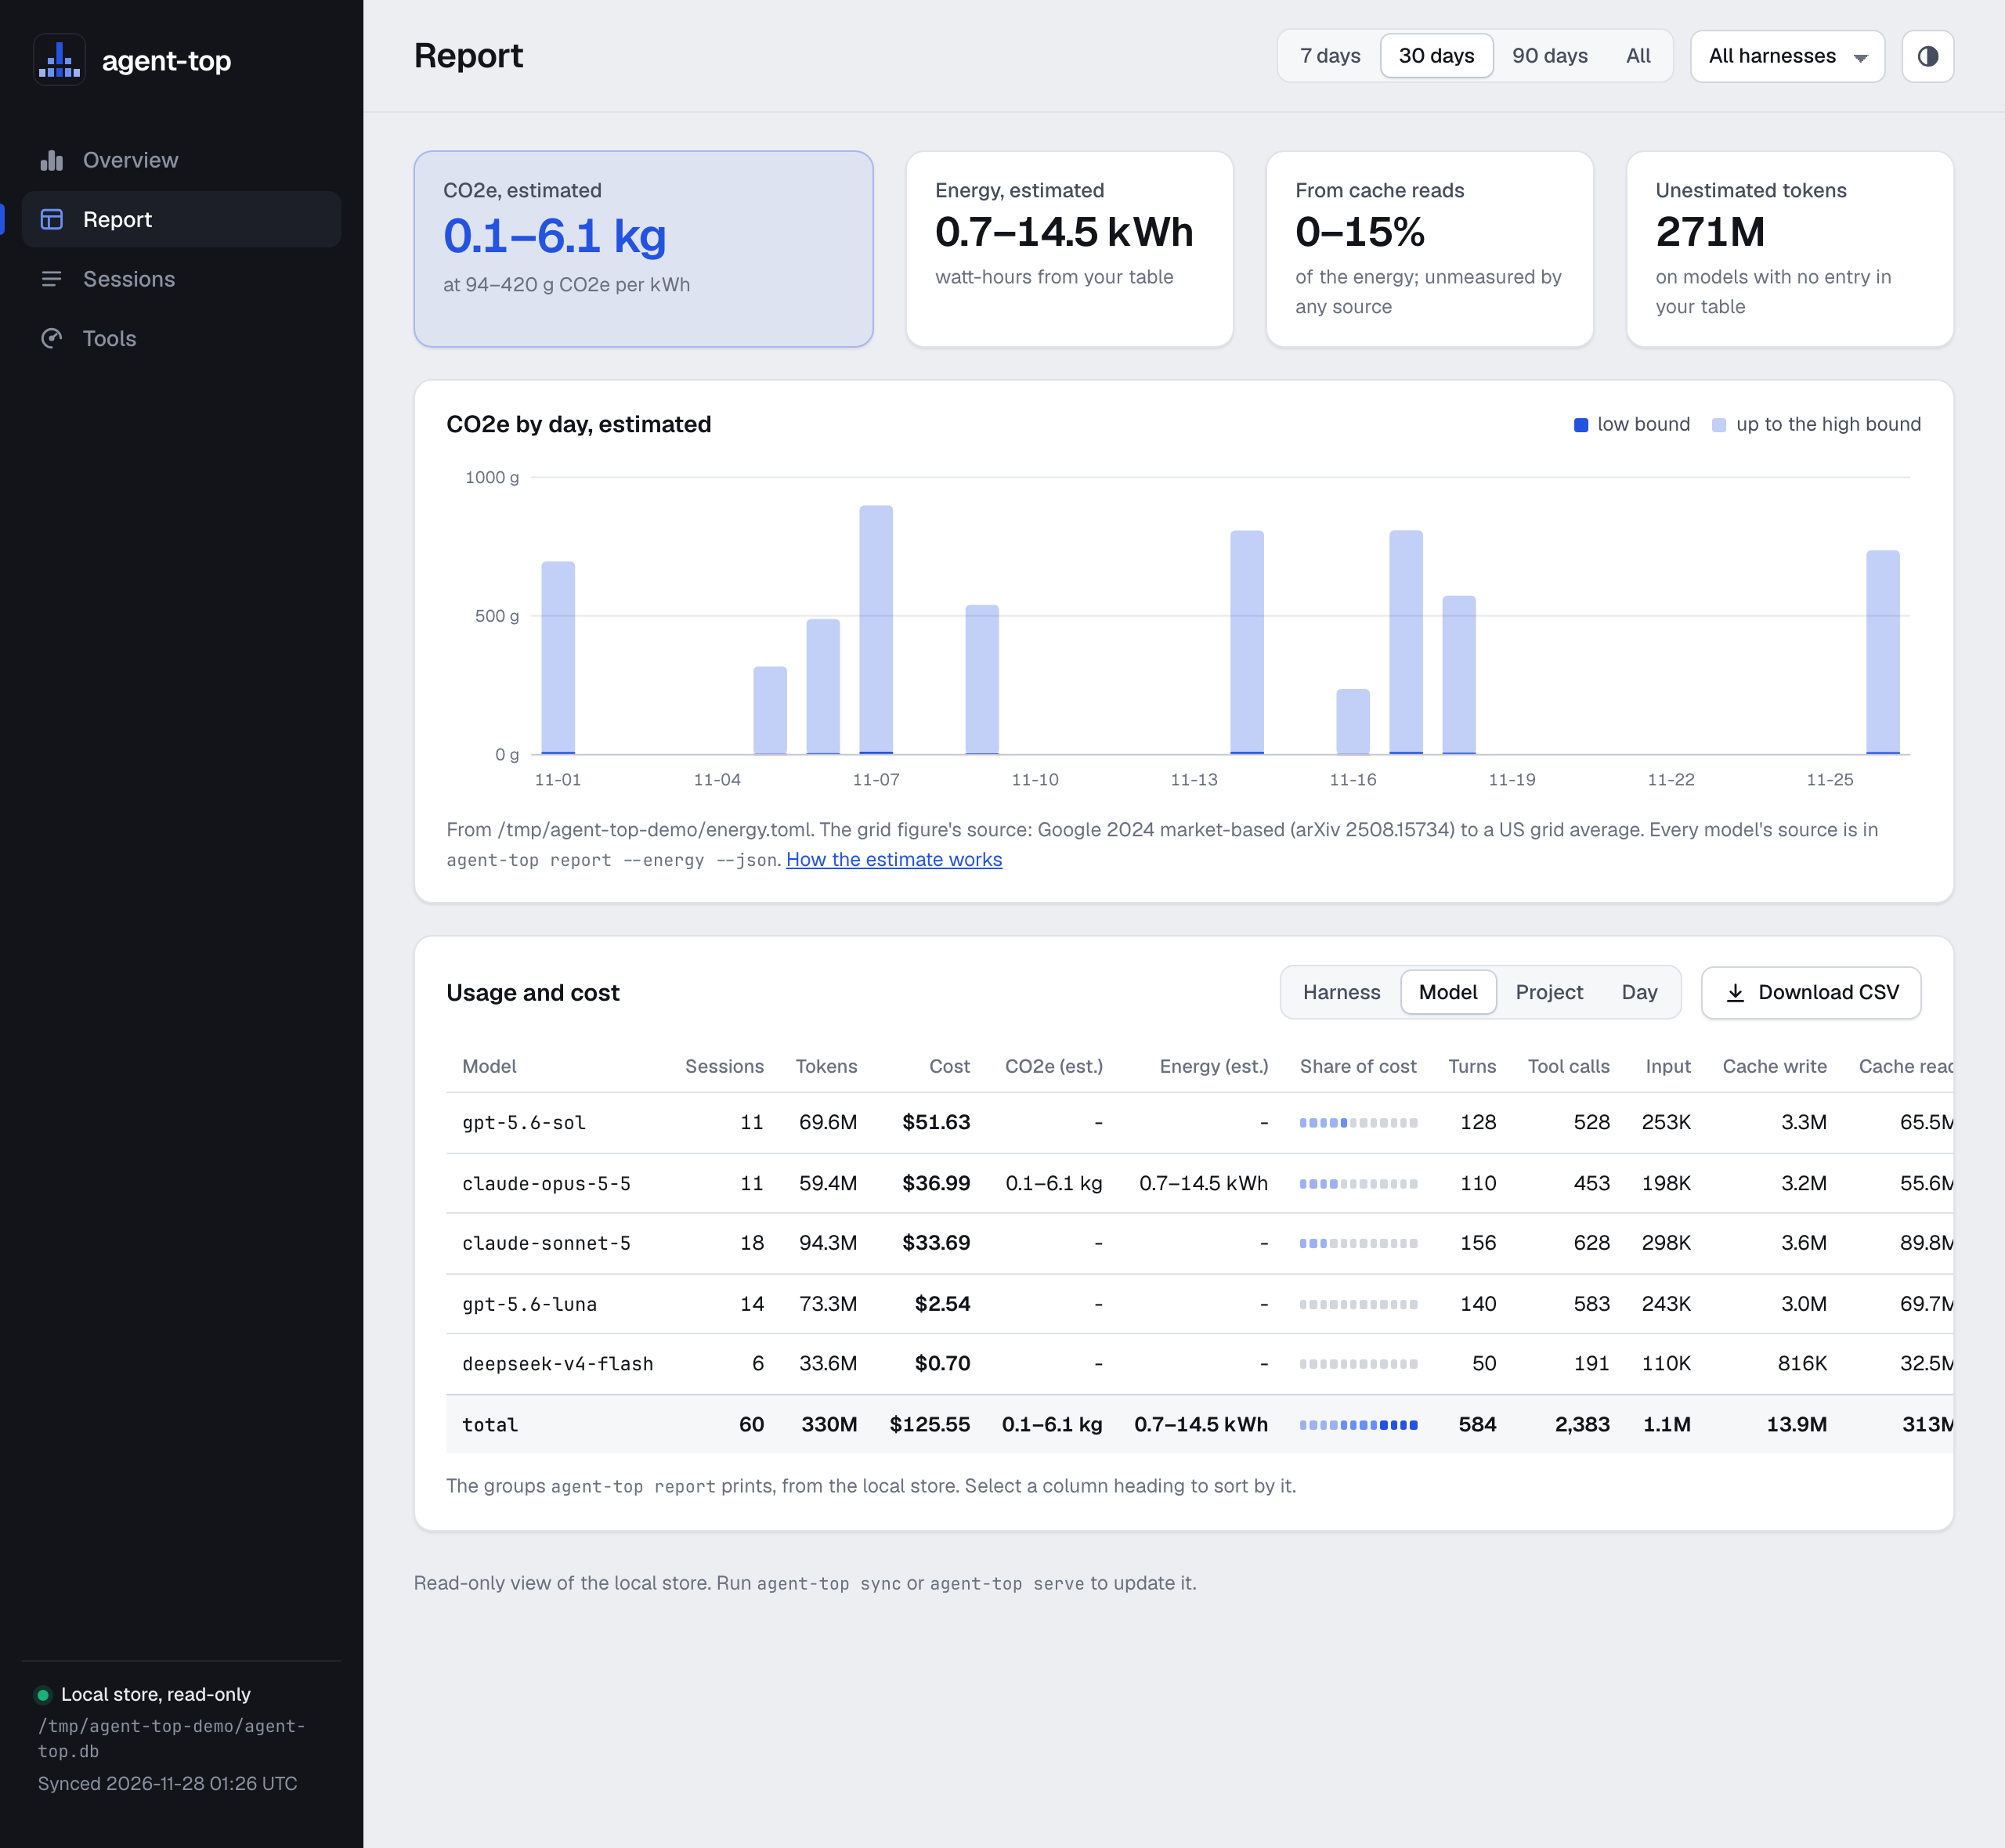 agent-top
Overview
Report
Sessions
Tools
Local store, read-only
/tmp/agent-top-demo/agent-
top.db
Synced 2026-11-28 01:26 UTC
Report
7 days 30 days 90 days All All harnesses
CO2e, estimated
0.1–6.1 kg
at 94–420 g CO2e per kWh
Energy, estimated
0.7–14.5 kWh
watt-hours from your table
From cache reads
0–15%
of the energy; unmeasured by
any source
Unestimated tokens
271M
on models with no entry in
your table
CO2e by day, estimated
low bound up to the high bound
1000 g
500 g
0 g
11-01 11-04 11-07 11-10 11-13 11-16 11-19 11-22 11-25
From /tmp/agent-top-demo/energy.toml. The grid figure's source: Google 2024 market-based (arXiv 2508.15734) to a US grid average. Every model's source is in
agent-top report --energy --json. How the estimate works
Usage and cost
Harness Model Project Day Download CSV
Model Sessions Tokens Cost CO2e (est.) Energy (est.) Share of cost Turns Tool calls Input Cache write Cache read
gpt-5.6-sol 11 69.6M $51.63 - - 128 528 253K 3.3M 65.5M
claude-opus-5-5 11 59.4M $36.99 0.1–6.1 kg 0.7–14.5 kWh 110 453 198K 3.2M 55.6M
claude-sonnet-5 18 94.3M $33.69 - - 156 628 298K 3.6M 89.8M
gpt-5.6-luna 14 73.3M $2.54 - - 140 583 243K 3.0M 69.7M
deepseek-v4-flash 6 33.6M $0.70 - - 50 191 110K 816K 32.5M
total 60 330M $125.55 0.1–6.1 kg 0.7–14.5 kWh 584 2,383 1.1M 13.9M 313M
The groups agent-top report prints, from the local store. Select a column heading to sort by it.
Read-only view of the local store. Run agent-top sync or agent-top serve to update it.